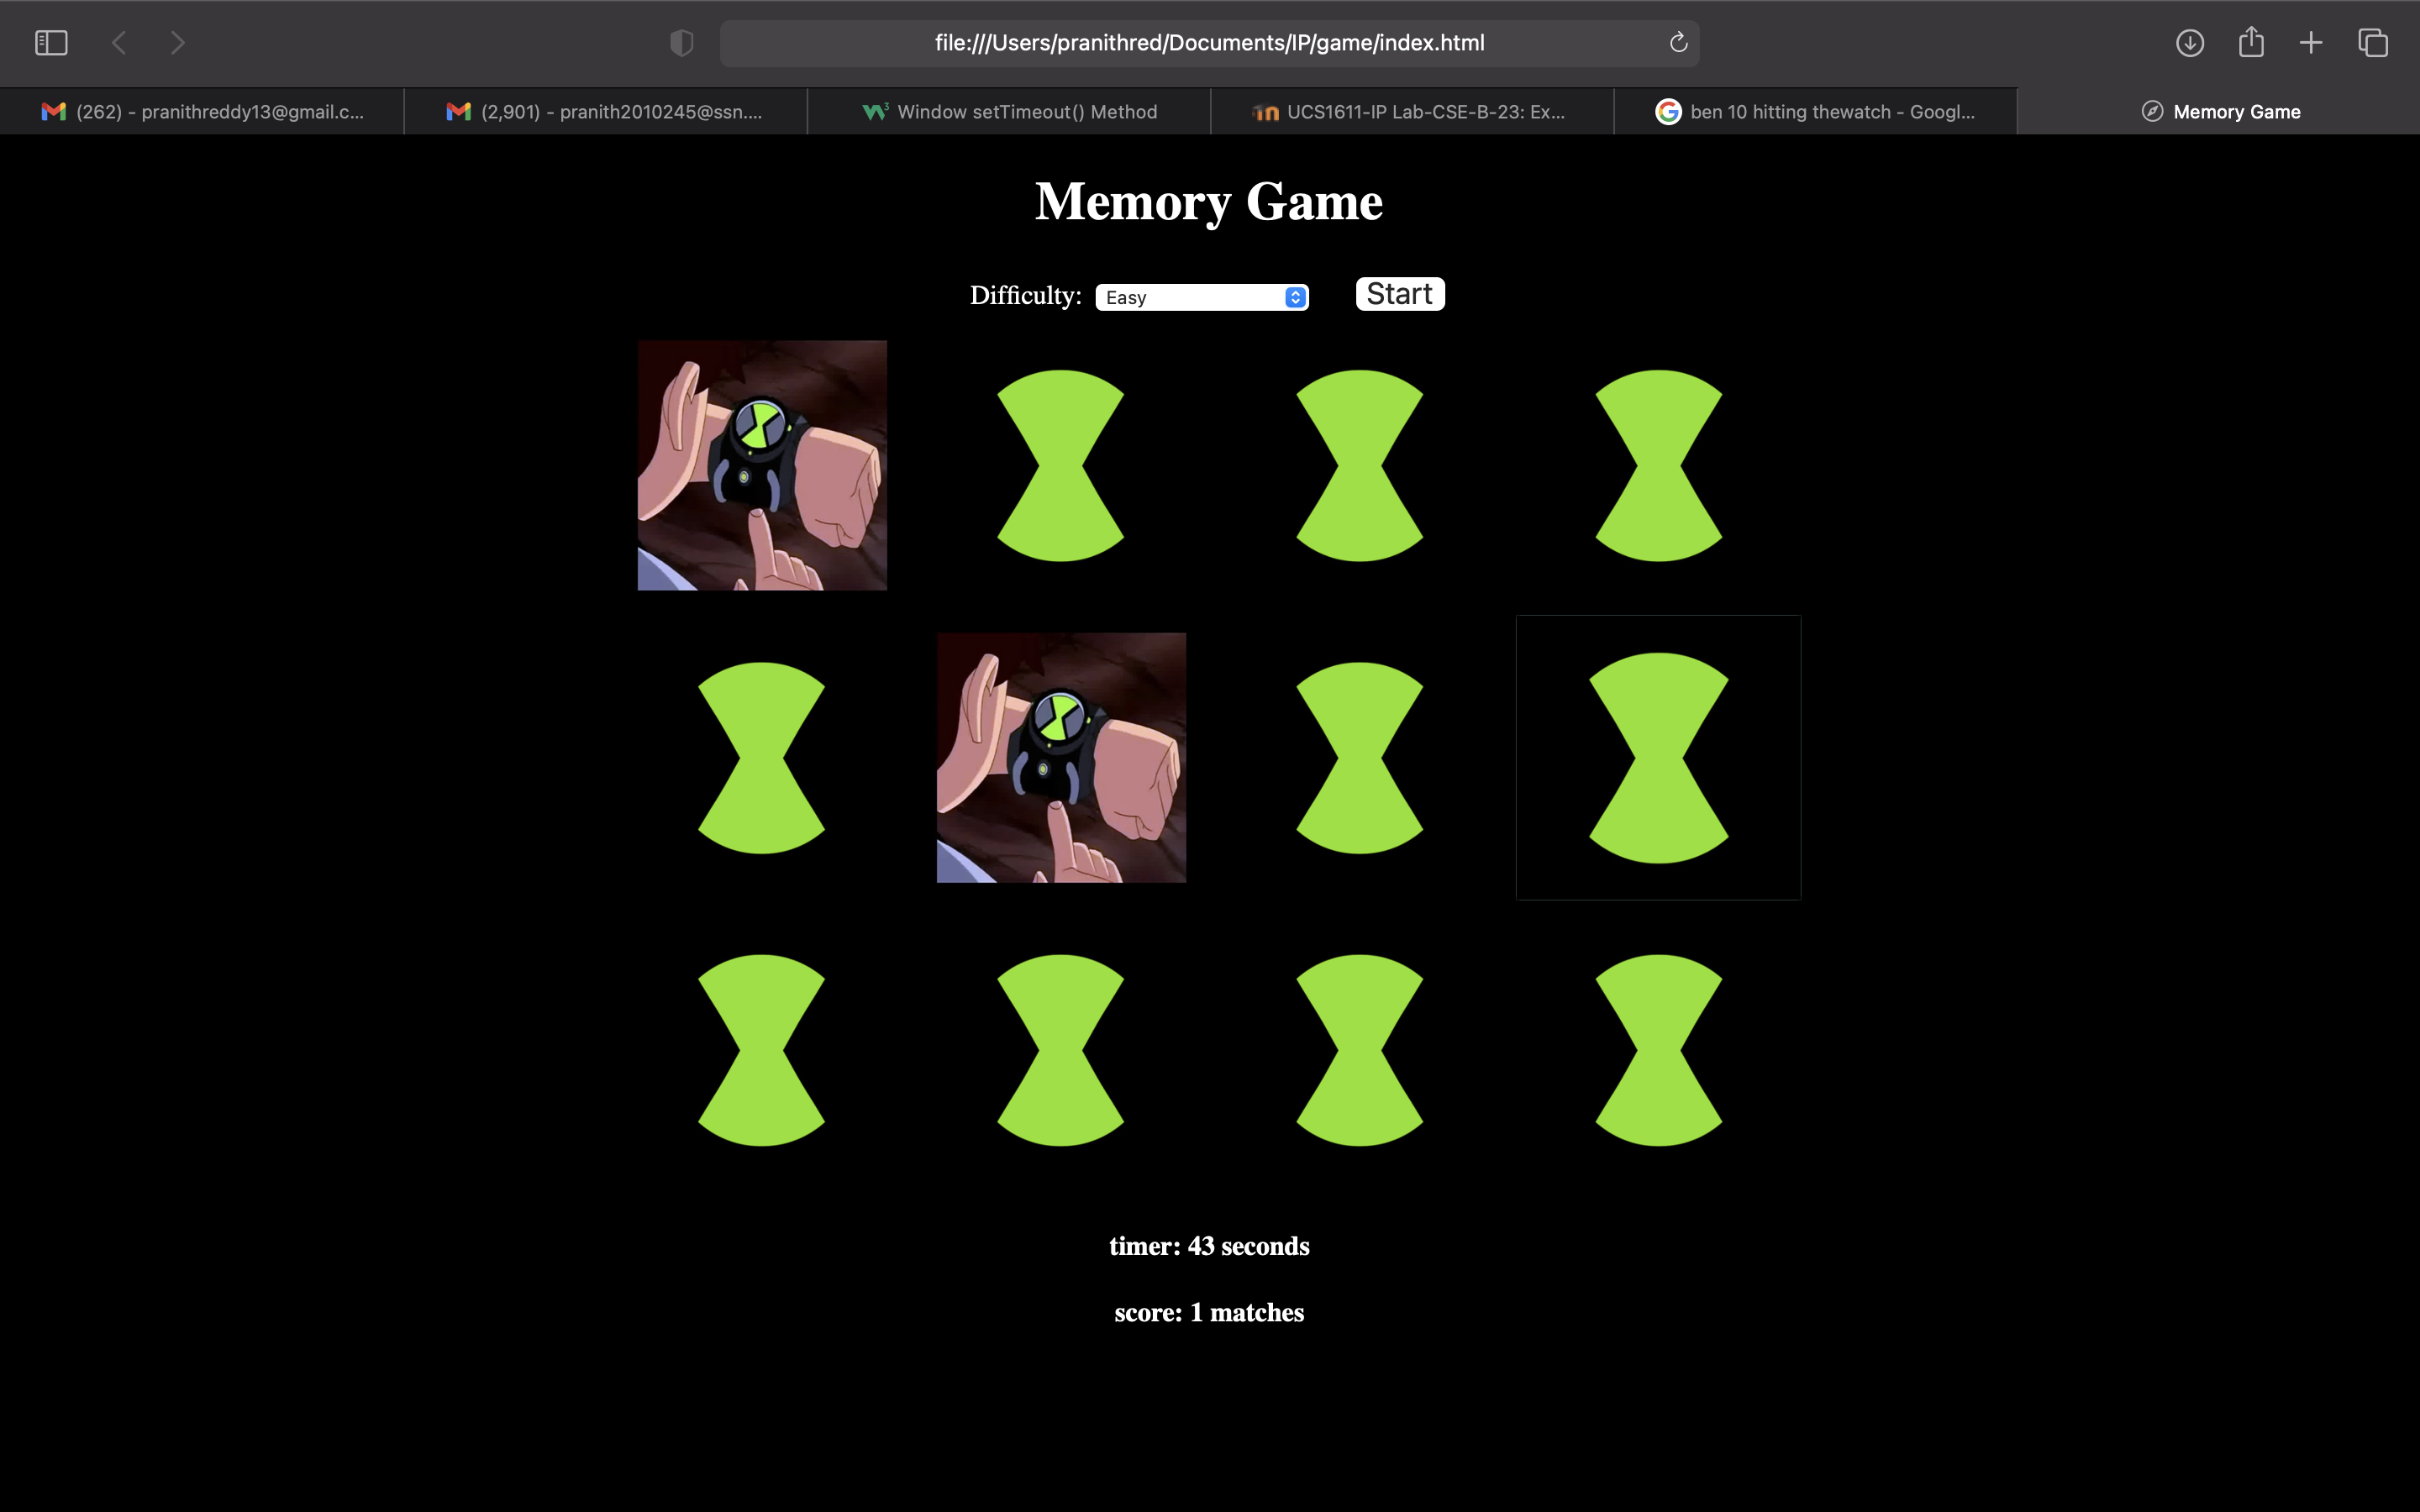 file:///Users/pranithred/Documents/IP/game/index.html
(262) - pranithreddy13@gmail.c...
(2,901) - pranith2010245@ssn....
Window setTimeout() Method
UCS1611-IP Lab-CSE-B-23: Ex...
ben 10 hitting thewatch - Googl...
Memory Game
Memory Game
Difficulty: Easy Start
timer: 43 seconds
score: 1 matches